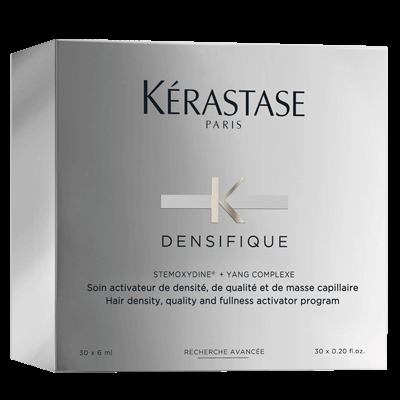 KÉRASTASE
PARIS
K
DENSIFIQUE
STEMOXYDINE® + YANG COMPLEXE
Soin activateur de densité, de qualité et de masse capillaire
Hair density, quality and fullness activator program
30 x 6 ml RECHERCHE AVANCÉE 30 x 0.20 fl.oz.